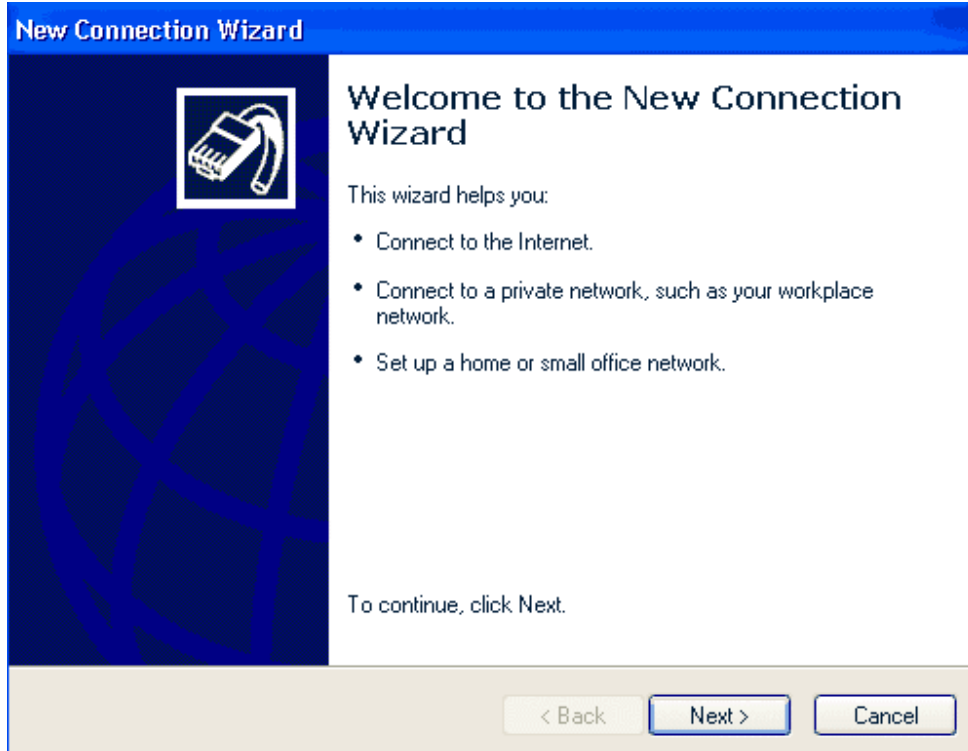 New Connection Wizard
Welcome to the New Connection
Wizard
This wizard helps you:
• Connect to the Internet.
• Connect to a private network, such as your workplace
network.
• Set up a home or small office network.
To continue, click Next.
< Back Next > Cancel